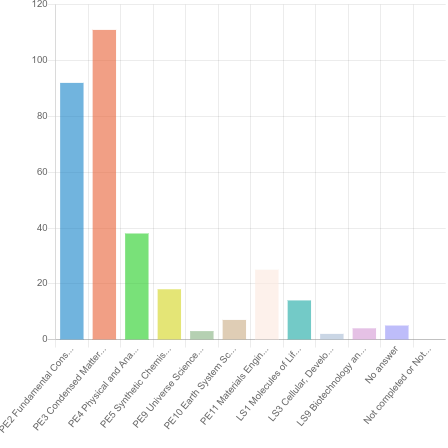 120
100
80
60
40
20
0
PE2 Fundamental Cons...
PE3 Condensed Matter...
PE4 Physical and Ana...
PE5 Synthetic Chemis...
PE9 Universe Science...
PE10 Earth System Sc...
PE11 Materials Engin...
LS1 Molecules of Lif...
LS3 Cellular, Develo...
LS9 Biotechnology an...
No answer
Not completed or Not...